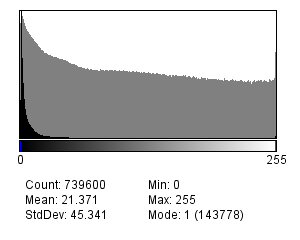 0 255
Count: 739600 Min: 0
Mean: 21.371 Max: 255
StdDev: 45.341 Mode: 1 (143778)